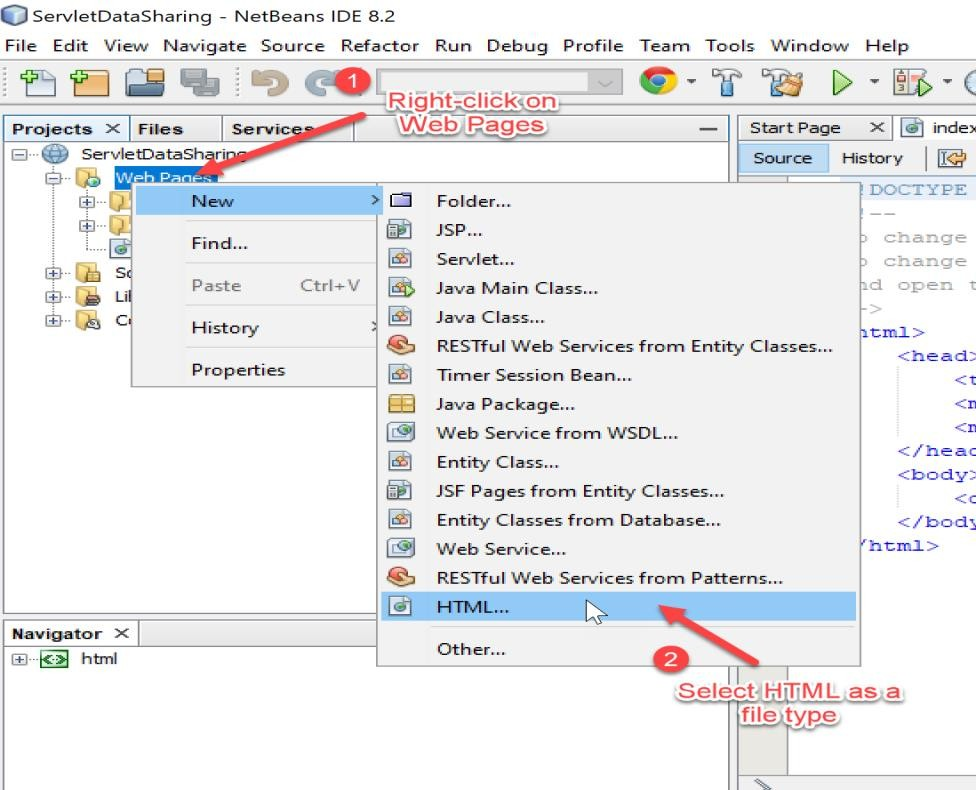 ServletDataSharing - NetBeans IDE 8.2
File Edit View Navigate Source Refactor Run Debug Profile Team Tools Window Help
1
Right-click on
Web Pages
Projects Files Services
ServletDataSharing
Web Pages
New
Find...
Paste Ctrl+V
History
Properties
Folder...
JSP...
Servlet...
Java Main Class...
Java Class...
RESTful Web Services from Entity Classes...
Timer Session Bean...
Java Package...
Web Service from WSDL...
Entity Class...
JSF Pages from Entity Classes...
Entity Classes from Database...
Web Service...
RESTful Web Services from Patterns...
HTML...
Other...
2
Select HTML as a
file type
Navigator
html
Start Page
Source History
!DOCTYPE
!--
change
change
open
-->
html>
<head>
</head
<body>
</body
/html>